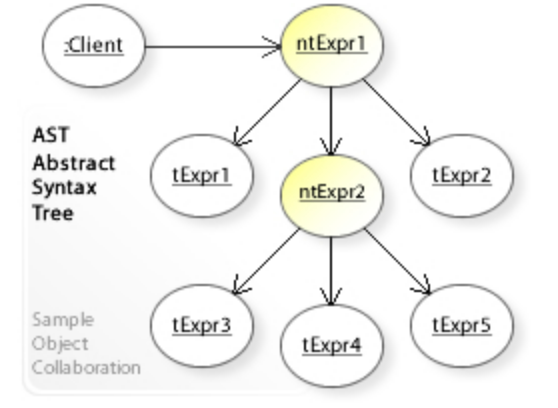 :Client
ntExpr1
AST
Abstract
Syntax
Tree
tExpr1
ntExpr2
tExpr2
Sample
Object
Collaboration
tExpr3
tExpr4
tExpr5